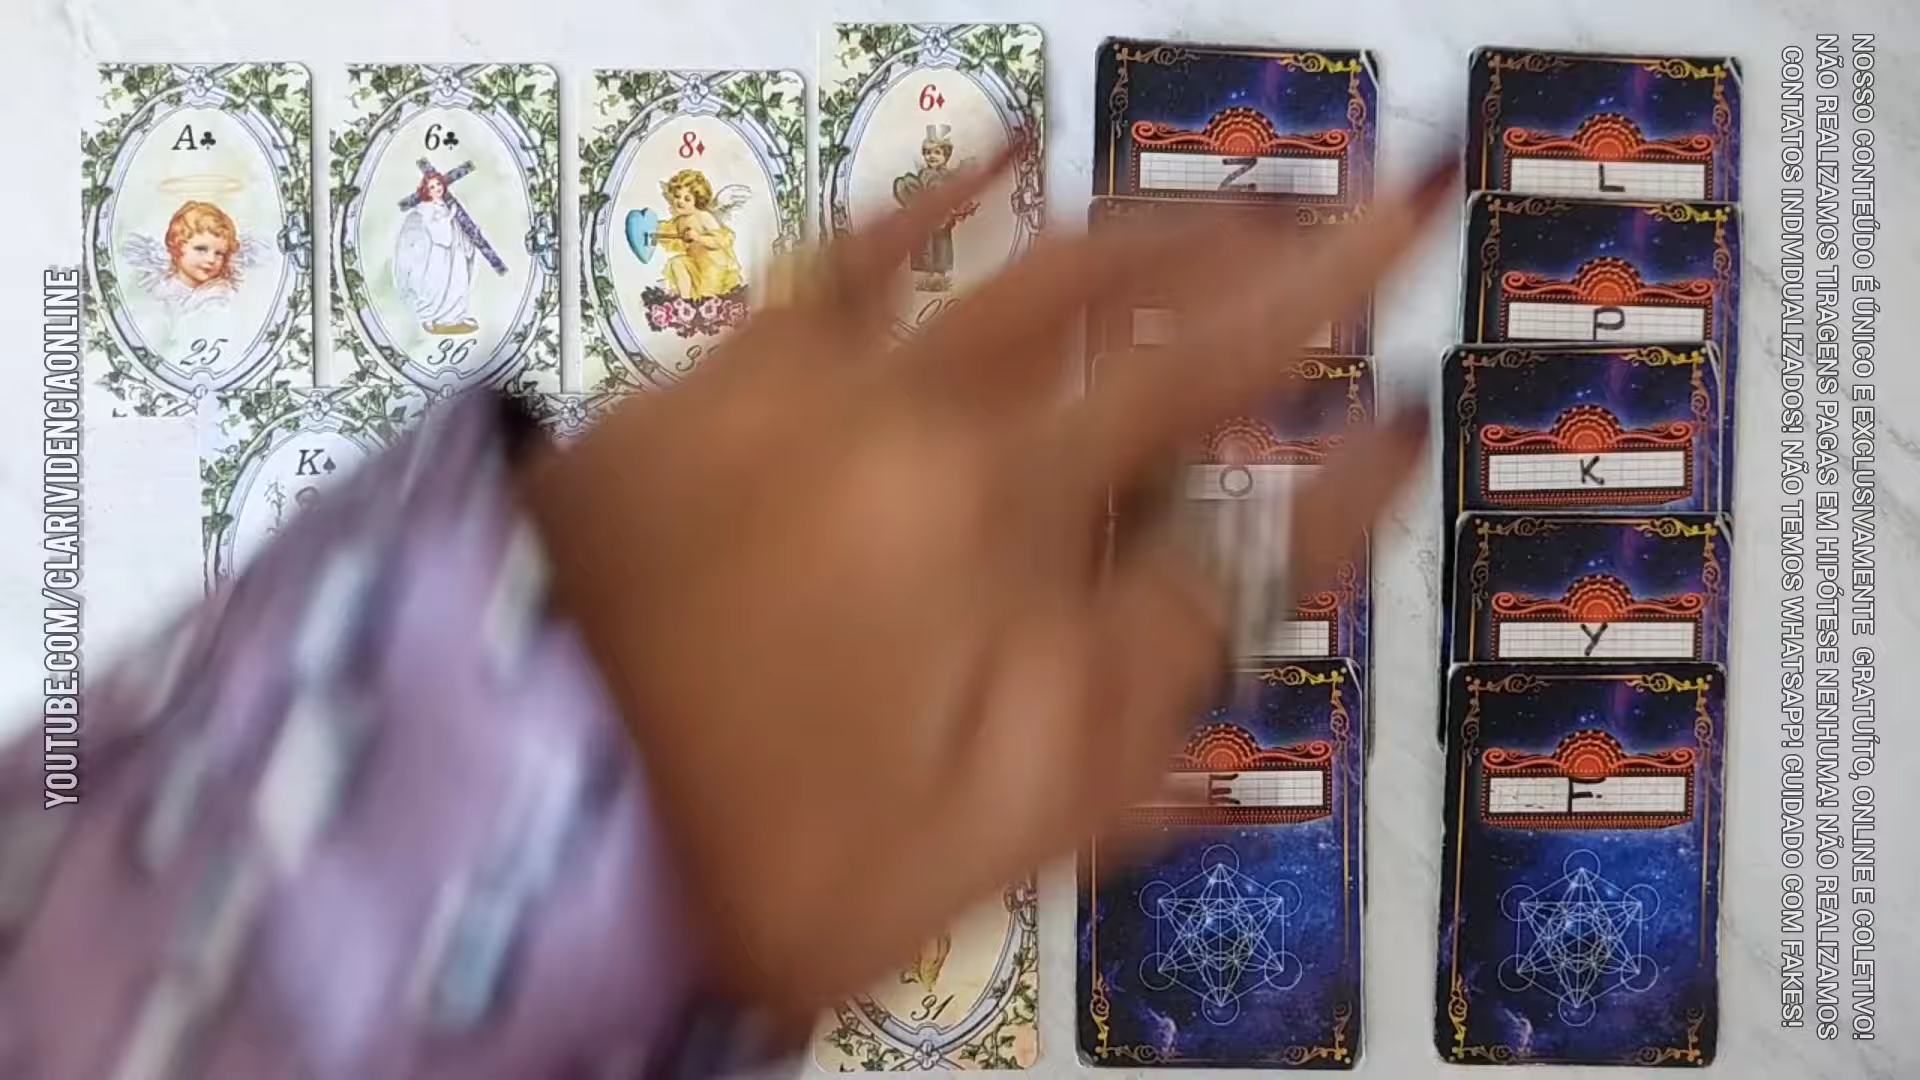 YOUTUBE.COM/CLARIVIDENCIAONLINE
A♣
25
6♣
36
8♦
6♦
K♠
31
Z
O
E
L
P
K
Y
NOSSO CONTEÚDO É ÚNICO E EXCLUSIVAMENTE GRATUÍTO, ONLINE E COLETIVO!
NÃO REALIZAMOS TIRAGENS PAGAS EM HIPÓTESE NENHUMA! NÃO REALIZAMOS
CONTATOS INDIVIDUALIZADOS! NÃO TEMOS WHATSAPP! CUIDADO COM FAKES!